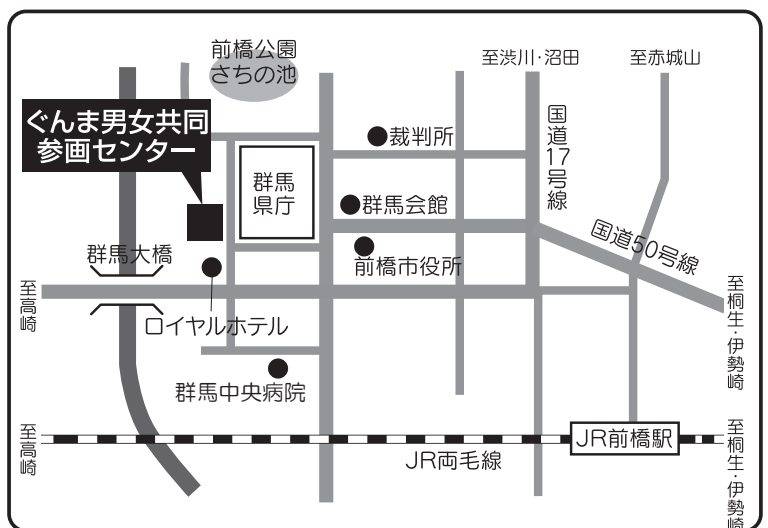 前橋公園
さちの池
至渋川・沼田
至赤城山
ぐんま男女共同
参画センター
国道17号線
裁判所
群馬
県庁
群馬会館
国道50号線
群馬大橋
前橋市役所
至高崎
至桐生・伊勢崎
ロイヤルホテル
群馬中央病院
至高崎
JR前橋駅
至桐生・伊勢崎
JR両毛線